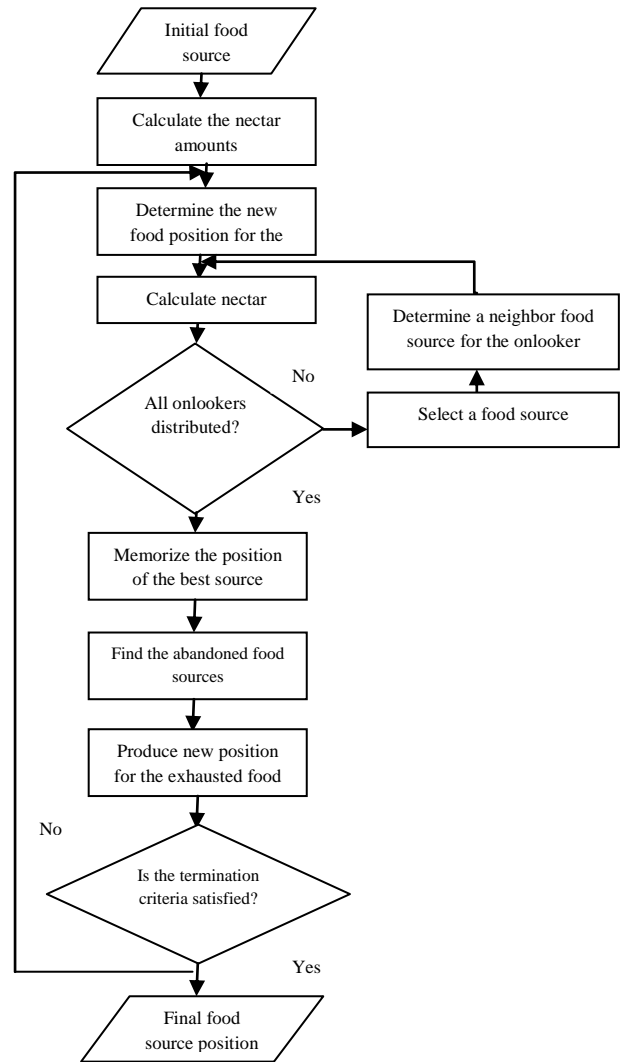 Initial food
source
Calculate the nectar
amounts
Determine the new
food position for the
Calculate nectar
Determine a neighbor food
source for the onlooker
No
All onlookers
distributed?
Select a food source
Yes
Memorize the position
of the best source
Find the abandoned food
sources
Produce new position
for the exhausted food
No
Is the termination
criteria satisfied?
Yes
Final food
source position